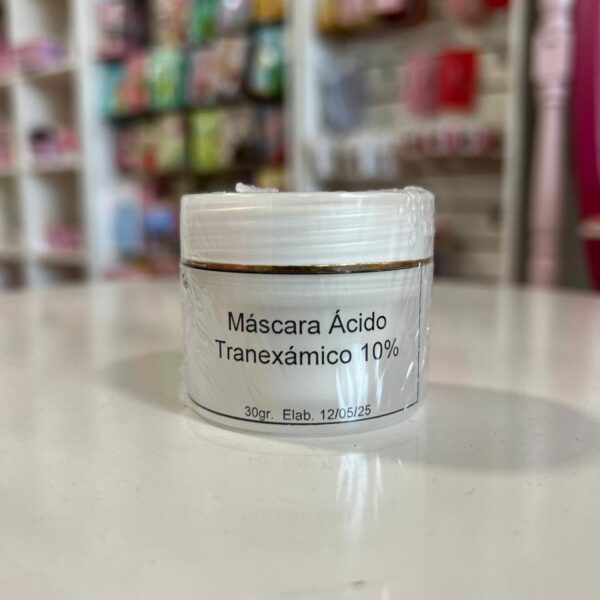 Máscara Ácido
Tranexámico 10%
30gr. Elab. 12/05/25